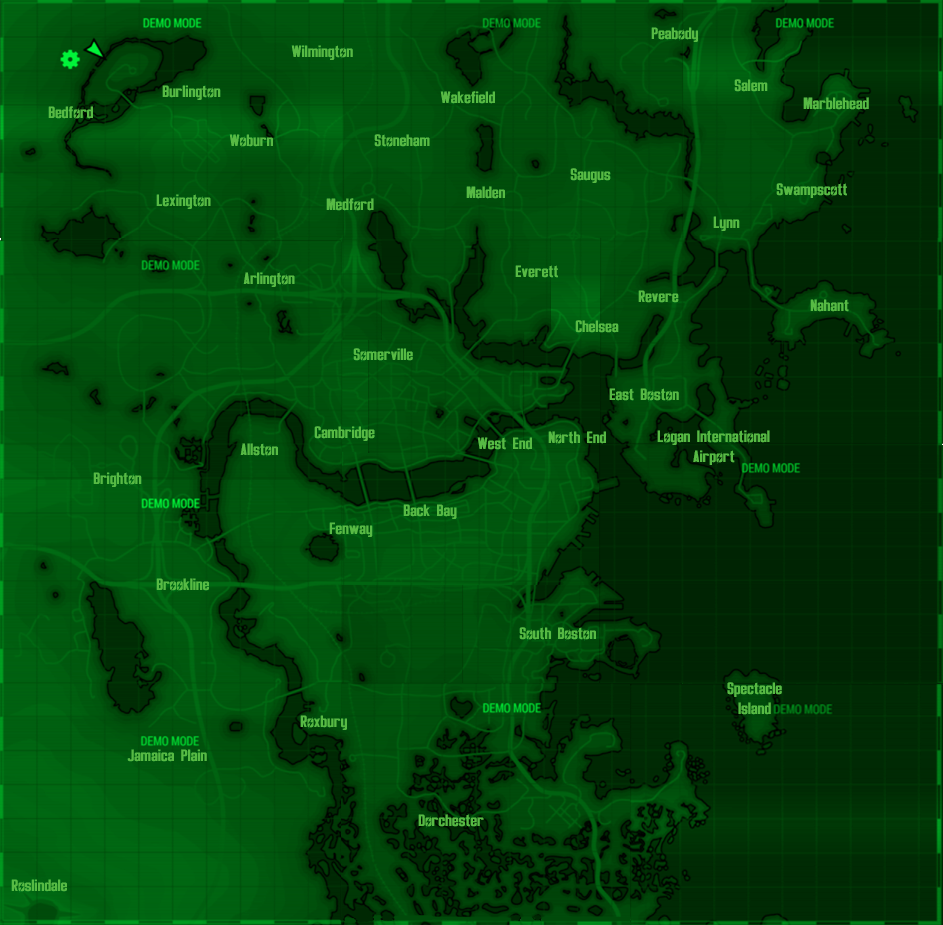 DEMO MODE
DEMO MODE
DEMO MODE
Peabody
Wilmington
Salem
Burlington
Wakefield
Marblehead
Bedford
Woburn
Stoneham
Saugus
Swampscott
Malden
Lexington
Medford
Lynn
DEMO MODE
Everett
Arlington
Revere
Nahant
Chelsea
Somerville
East Boston
Cambridge
West End
North End
Logan International
Airport
Allston
DEMO MODE
Brighton
DEMO MODE
Back Bay
Fenway
Brookline
South Boston
Spectacle
Island
DEMO MODE
DEMO MODE
Roxbury
DEMO MODE
Jamaica Plain
Dorchester
Roslindale